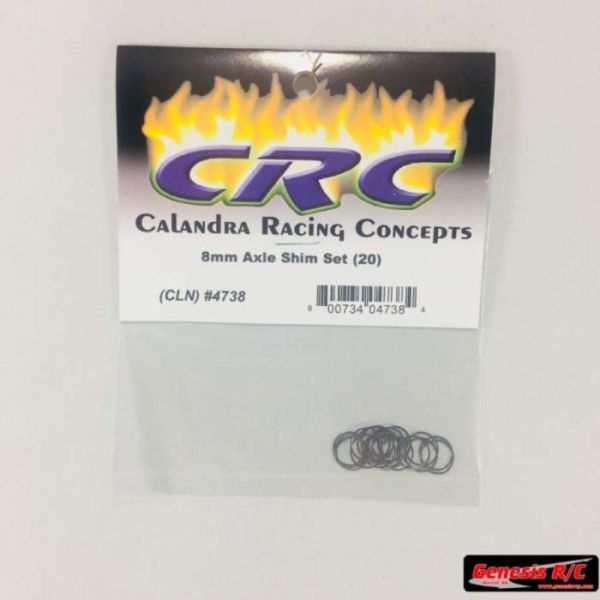 CRC
Calandra Racing Concepts
8mm Axle Shim Set (20)
(CLN) #4738
8 00734 04738 4
Genesis R/C